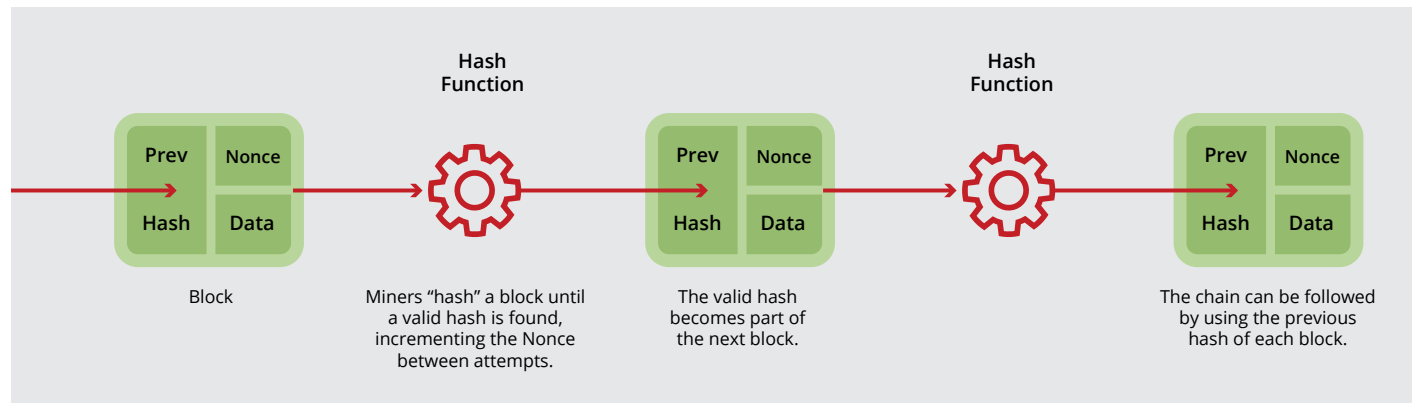 Hash
Function
Hash
Function
Prev
Hash
Nonce
Data
Prev
Hash
Nonce
Data
Prev
Hash
Nonce
Data
Block
Miners “hash” a block until
a valid hash is found,
incrementing the Nonce
between attempts.
The valid hash
becomes part of
the next block.
The chain can be followed
by using the previous
hash of each block.